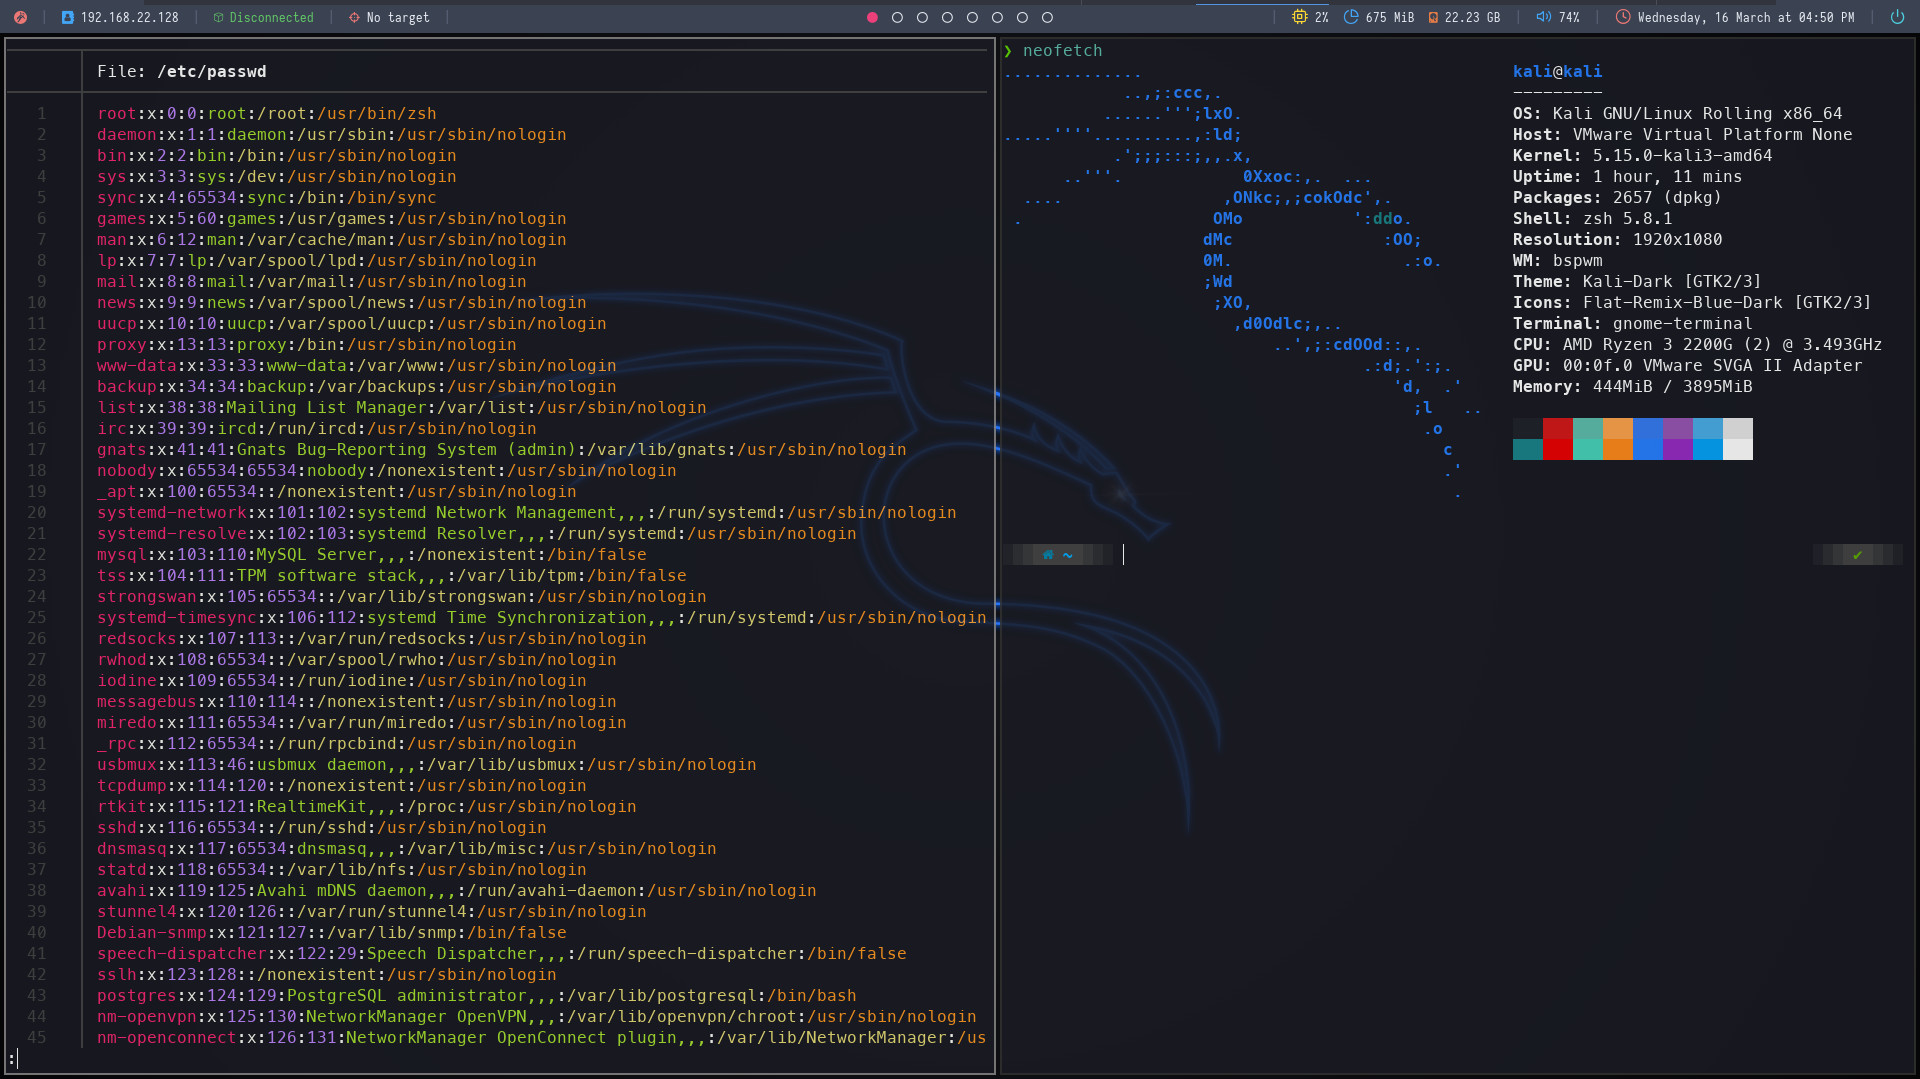 192.168.22.128 Disconnected No target 2% 675 MiB 22.23 GB 74% Wednesday, 16 March at 04:50 PM
File: /etc/passwd
1 root:x:0:0:root:/root:/usr/bin/zsh
2 daemon:x:1:1:daemon:/usr/sbin:/usr/sbin/nologin
3 bin:x:2:2:bin:/bin:/usr/sbin/nologin
4 sys:x:3:3:sys:/dev:/usr/sbin/nologin
5 sync:x:4:65534:sync:/bin:/bin/sync
6 games:x:5:60:games:/usr/games:/usr/sbin/nologin
7 man:x:6:12:man:/var/cache/man:/usr/sbin/nologin
8 lp:x:7:7:lp:/var/spool/lpd:/usr/sbin/nologin
9 mail:x:8:8:mail:/var/mail:/usr/sbin/nologin
10 news:x:9:9:news:/var/spool/news:/usr/sbin/nologin
11 uucp:x:10:10:uucp:/var/spool/uucp:/usr/sbin/nologin
12 proxy:x:13:13:proxy:/bin:/usr/sbin/nologin
13 www-data:x:33:33:www-data:/var/www:/usr/sbin/nologin
14 backup:x:34:34:backup:/var/backups:/usr/sbin/nologin
15 list:x:38:38:Mailing List Manager:/var/list:/usr/sbin/nologin
16 irc:x:39:39:ircd:/run/ircd:/usr/sbin/nologin
17 gnats:x:41:41:Gnats Bug-Reporting System (admin):/var/lib/gnats:/usr/sbin/nologin
18 nobody:x:65534:65534:nobody:/nonexistent:/usr/sbin/nologin
19 _apt:x:100:65534::/nonexistent:/usr/sbin/nologin
20 systemd-network:x:101:102:systemd Network Management,,,:/run/systemd:/usr/sbin/nologin
21 systemd-resolve:x:102:103:systemd Resolver,,,:/run/systemd:/usr/sbin/nologin
22 mysql:x:103:110:MySQL Server,,,:/nonexistent:/bin/false
23 tss:x:104:111:TPM software stack,,,:/var/lib/tpm:/bin/false
24 strongswan:x:105:65534::/var/lib/strongswan:/usr/sbin/nologin
25 systemd-timesync:x:106:112:systemd Time Synchronization,,,:/run/systemd:/usr/sbin/nologin
26 redsocks:x:107:113::/var/run/redsocks:/usr/sbin/nologin
27 rwhod:x:108:65534::/var/spool/rwho:/usr/sbin/nologin
28 iodine:x:109:65534::/run/iodine:/usr/sbin/nologin
29 messagebus:x:110:114::/nonexistent:/usr/sbin/nologin
30 miredo:x:111:65534::/var/run/miredo:/usr/sbin/nologin
31 _rpc:x:112:65534::/run/rpcbind:/usr/sbin/nologin
32 usbmux:x:113:46:usbmux daemon,,,:/var/lib/usbmux:/usr/sbin/nologin
33 tcpdump:x:114:120::/nonexistent:/usr/sbin/nologin
34 rtkit:x:115:121:RealtimeKit,,,:/proc:/usr/sbin/nologin
35 sshd:x:116:65534::/run/sshd:/usr/sbin/nologin
36 dnsmasq:x:117:65534:dnsmasq,,,:/var/lib/misc:/usr/sbin/nologin
37 statd:x:118:65534::/var/lib/nfs:/usr/sbin/nologin
38 avahi:x:119:125:Avahi mDNS daemon,,,:/run/avahi-daemon:/usr/sbin/nologin
39 stunnel4:x:120:126::/var/run/stunnel4:/usr/sbin/nologin
40 Debian-snmp:x:121:127::/var/lib/snmp:/bin/false
41 speech-dispatcher:x:122:29:Speech Dispatcher,,,:/run/speech-dispatcher:/bin/false
42 sslh:x:123:128::/nonexistent:/usr/sbin/nologin
43 postgres:x:124:129:PostgreSQL administrator,,,:/var/lib/postgresql:/bin/bash
44 nm-openvpn:x:125:130:NetworkManager OpenVPN,,,:/var/lib/openvpn/chroot:/usr/sbin/nologin
45 nm-openconnect:x:126:131:NetworkManager OpenConnect plugin,,,:/var/lib/NetworkManager:/us
:
❯ neofetch
..............
..,;:ccc,.
......''';lxO.
.....''''..........,:ld;
.';;;:::;,,.x,
..'''. 0Xxoc:,. ...
.... ,ONkc;,;cokOdc',.
. OMo ':ddo.
dMc :OO;
0M. .:o.
;Wd
;XO,
,d0Odlc;,..
..',;:cdOOd::,.
.:d;.':;.
'd, .'
;l ..
.o
c
.'
.
kali@kali
---------
OS: Kali GNU/Linux Rolling x86_64
Host: VMware Virtual Platform None
Kernel: 5.15.0-kali3-amd64
Uptime: 1 hour, 11 mins
Packages: 2657 (dpkg)
Shell: zsh 5.8.1
Resolution: 1920x1080
WM: bspwm
Theme: Kali-Dark [GTK2/3]
Icons: Flat-Remix-Blue-Dark [GTK2/3]
Terminal: gnome-terminal
CPU: AMD Ryzen 3 2200G (2) @ 3.493GHz
GPU: 00:0f.0 VMware SVGA II Adapter
Memory: 444MiB / 3895MiB
~ ✔